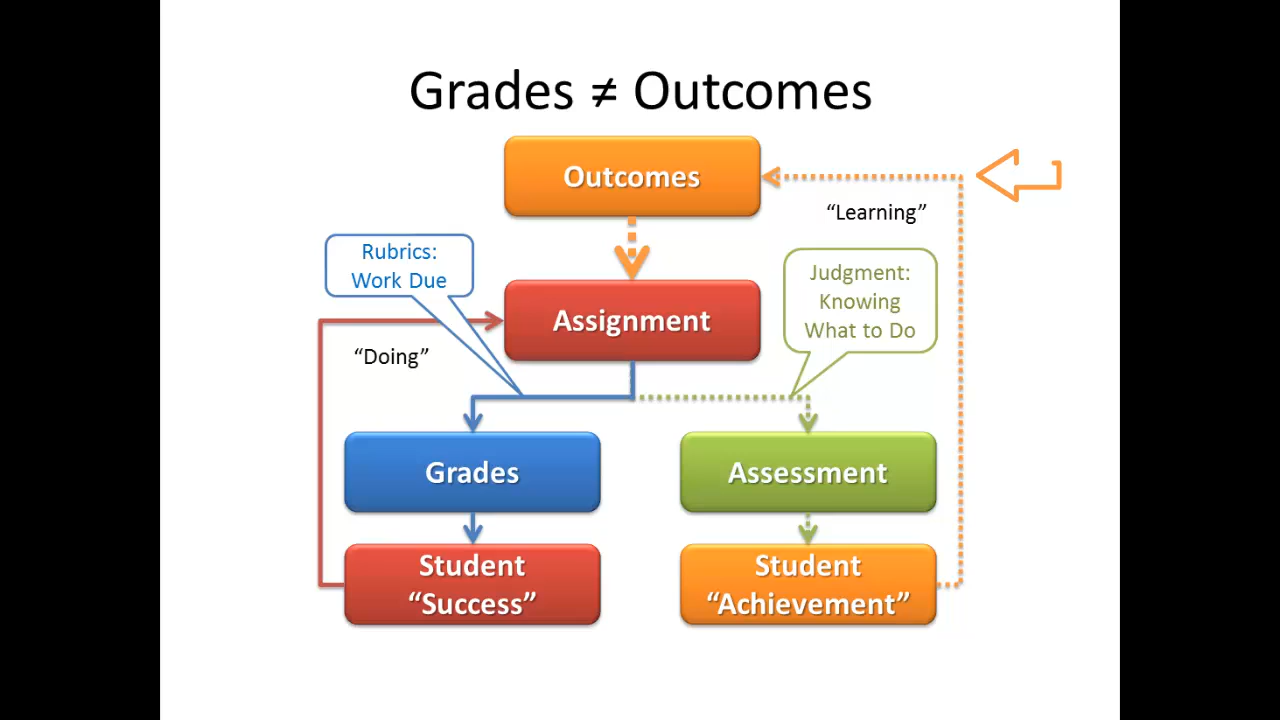 Grades ≠ Outcomes
Outcomes
“Learning”
Rubrics:
Work Due
Judgment:
Knowing
What to Do
Assignment
“Doing”
Grades
Assessment
Student
“Success”
Student
“Achievement”